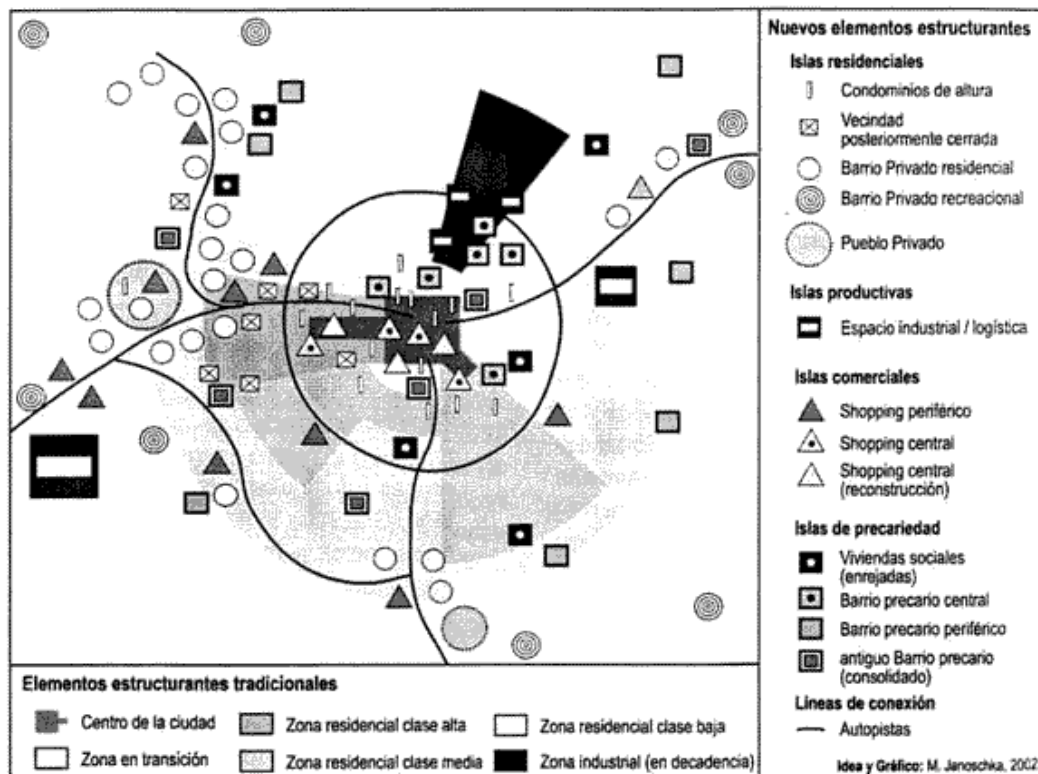 Nuevos elementos estructurantes
Islas residenciales
Condominios de altura
Vecindad
posteriormente cerrada
Barrio Privado residencial
Barrio Privado recreacional
Pueblo Privado
Islas productivas
Espacio industrial / logística
Islas comerciales
Shopping periférico
Shopping central
Shopping central
(reconstrucción)
Islas de precariedad
Viviendas sociales
(enrejadas)
Barrio precario central
Barrio precario periférico
antiguo Barrio precario
(consolidado)
Líneas de conexión
Autopistas
Idea y Gráfico: M. Janoschka, 2002
Elementos estructurantes tradicionales
Centro de la ciudad
Zona residencial clase alta
Zona residencial clase baja
Zona en transición
Zona residencial clase media
Zona industrial (en decadencia)